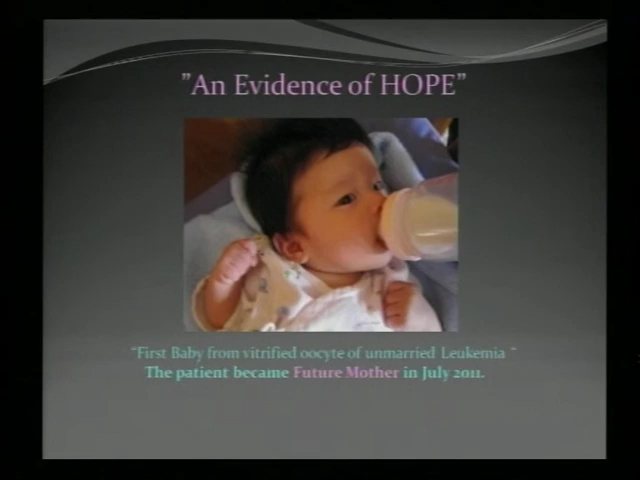 "An Evidence of HOPE"
"First Baby from vitrified oocyte of unmarried Leukemia "
The patient became Future Mother in July 2011.